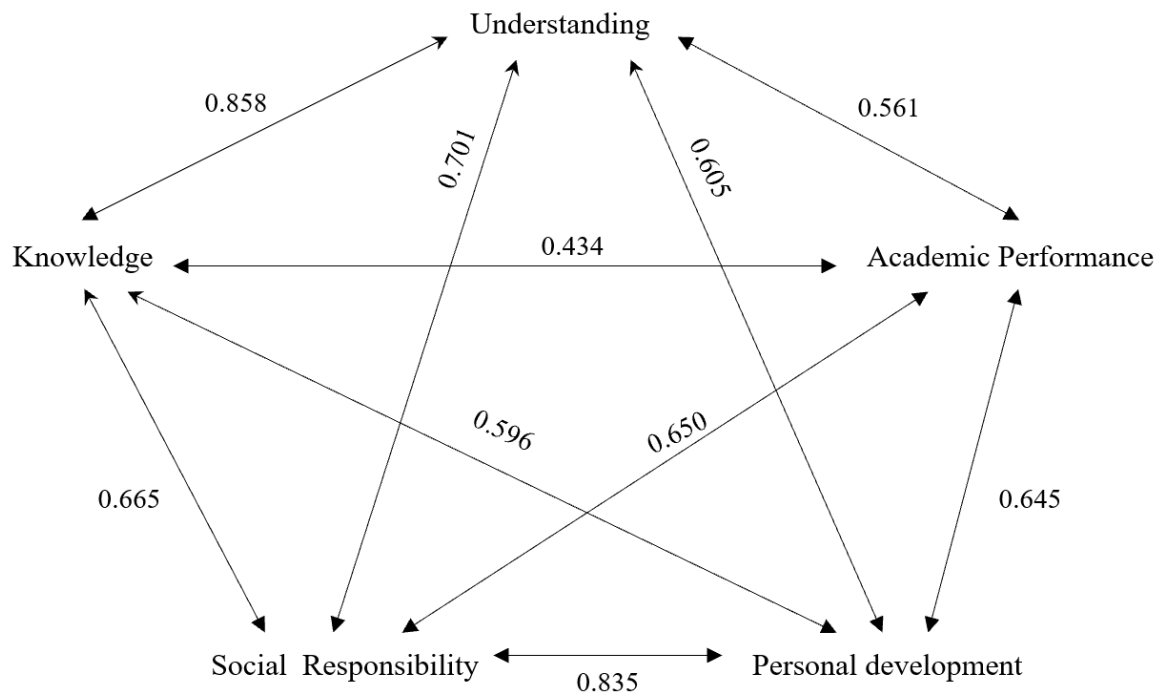 Understanding
0.858
0.561
0.701
0.605
Knowledge
0.434
Academic Performance
0.596
0.650
0.665
0.645
Social Responsibility
0.835
Personal development